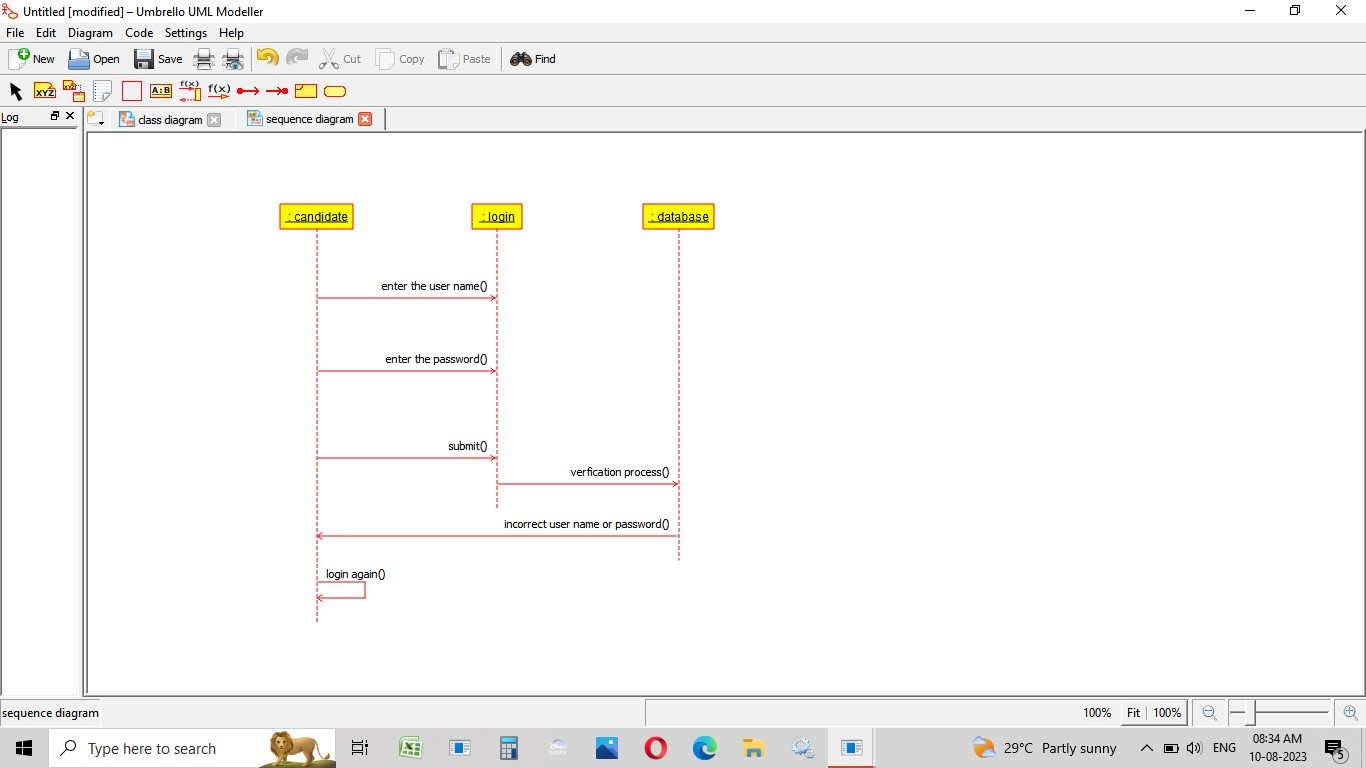 Untitled [modified] – Umbrello UML Modeller
File Edit Diagram Code Settings Help
New Open Save Cut Copy Paste Find
XYZ XYZ A:B f(x) f(x)
Log class diagram sequence diagram
: candidate : login : database
enter the user name()
enter the password()
submit()
verfication process()
incorrect user name or password()
login again()
sequence diagram 100% Fit 100%
Type here to search 29°C Partly sunny ENG 08:34 AM
10-08-2023 5